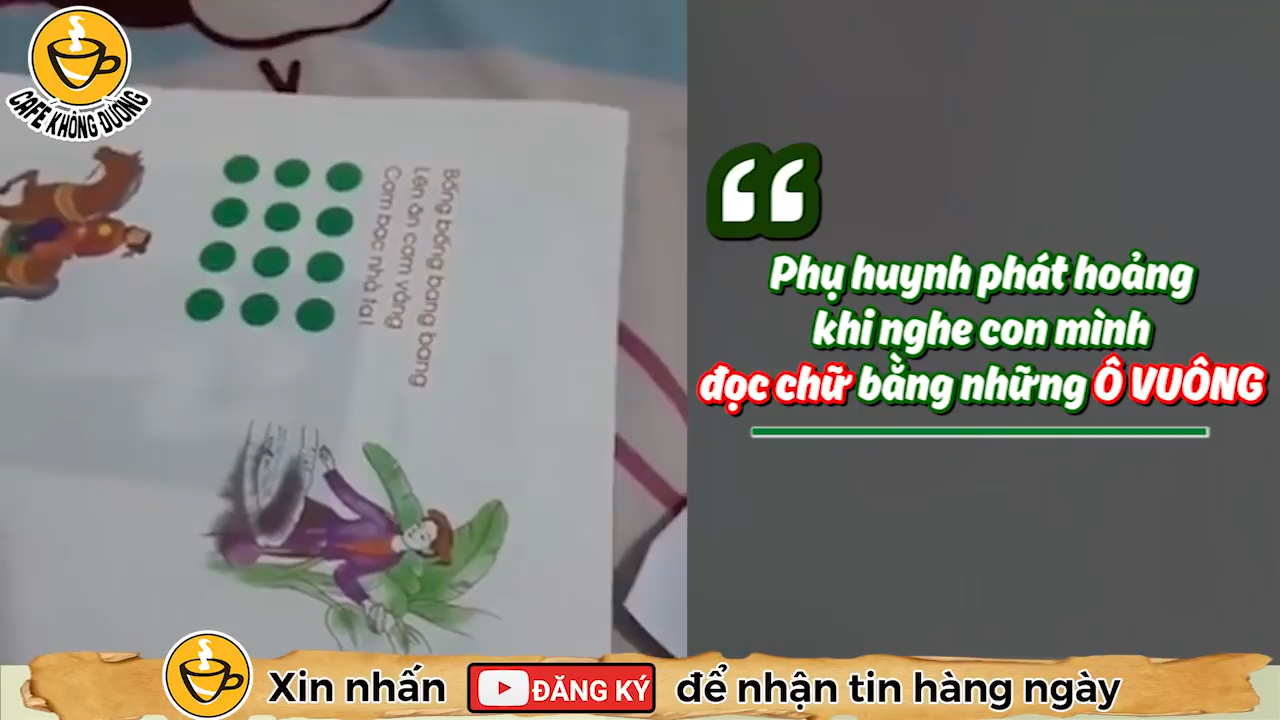 CAFÉ KHÔNG ĐƯỜNG
Bống bống bang bang
Lên ăn cơm vàng
Cơm bạc nhà ta!
Phụ huynh phát hoảng
khi nghe con mình
đọc chữ bằng những Ô VUÔNG
Xin nhấn ĐĂNG KÝ để nhận tin hàng ngày